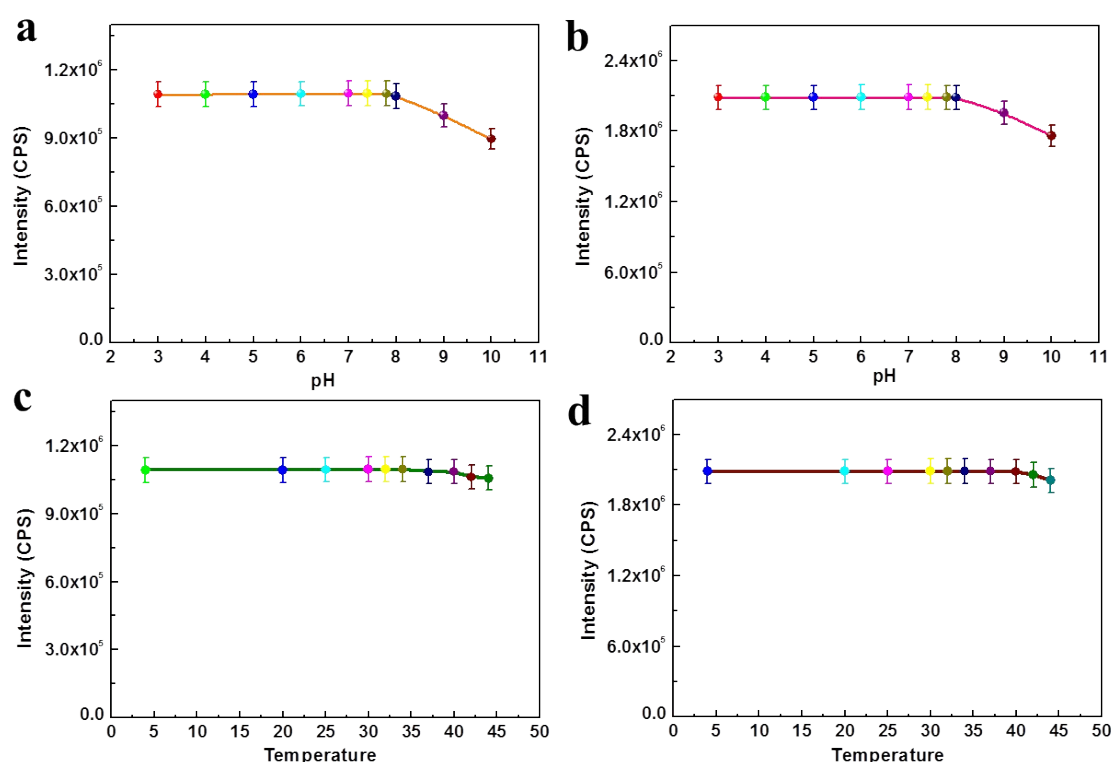 a
1.2x10⁶
9.0x10⁵
6.0x10⁵
3.0x10⁵
0.0
Intensity (CPS)
2 3 4 5 6 7 8 9 10 11
pH
b
2.4x10⁶
1.8x10⁶
1.2x10⁶
6.0x10⁵
0.0
Intensity (CPS)
2 3 4 5 6 7 8 9 10 11
pH
c
1.2x10⁶
9.0x10⁵
6.0x10⁵
3.0x10⁵
0.0
Intensity (CPS)
0 5 10 15 20 25 30 35 40 45 50
Temperature
d
2.4x10⁶
1.8x10⁶
1.2x10⁶
6.0x10⁵
0.0
Intensity (CPS)
0 5 10 15 20 25 30 35 40 45 50
Temperature